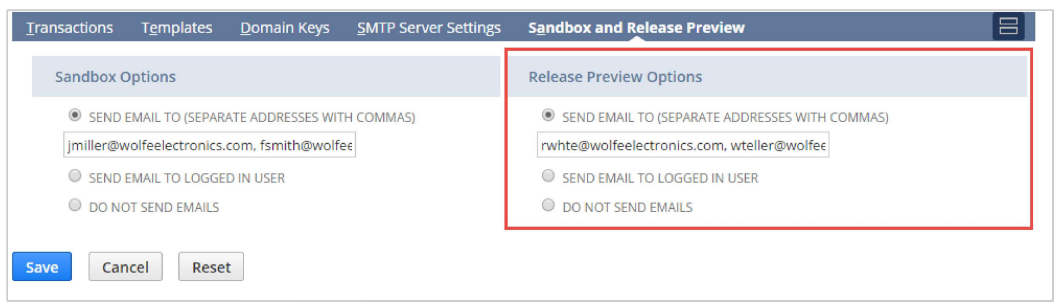 Transactions Templates Domain Keys SMTP Server Settings Sandbox and Release Preview
Sandbox Options
SEND EMAIL TO (SEPARATE ADDRESSES WITH COMMAS)
jmiller@wolfeelectronics.com, fsmith@wolfee
SEND EMAIL TO LOGGED IN USER
DO NOT SEND EMAILS
Release Preview Options
SEND EMAIL TO (SEPARATE ADDRESSES WITH COMMAS)
rwhte@wolfeelectronics.com, wteller@wolfee
SEND EMAIL TO LOGGED IN USER
DO NOT SEND EMAILS
Save Cancel Reset